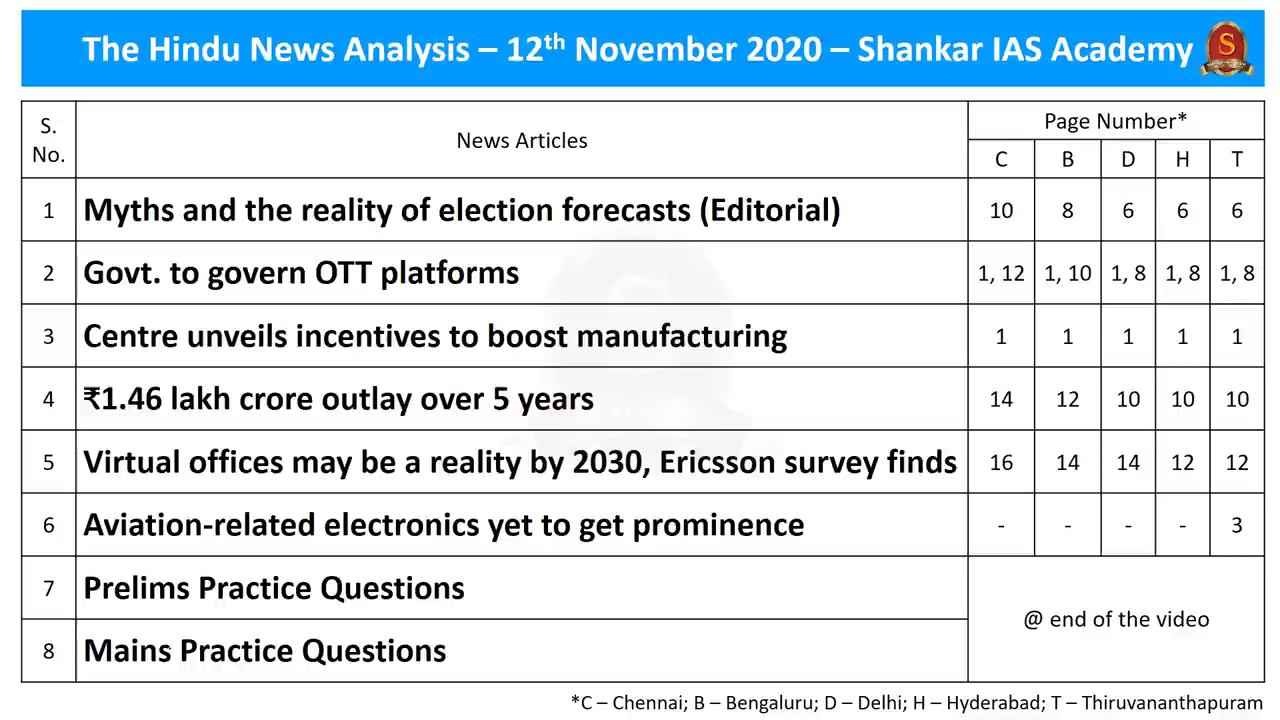 The Hindu News Analysis – 12th November 2020 – Shankar IAS Academy
S. No. News Articles Page Number*
C B D H T
1 Myths and the reality of election forecasts (Editorial) 10 8 6 6 6
2 Govt. to govern OTT platforms 1, 12 1, 10 1, 8 1, 8 1, 8
3 Centre unveils incentives to boost manufacturing 1 1 1 1 1
4 ₹1.46 lakh crore outlay over 5 years 14 12 10 10 10
5 Virtual offices may be a reality by 2030, Ericsson survey finds 16 14 14 12 12
6 Aviation-related electronics yet to get prominence - - - - 3
7 Prelims Practice Questions
@ end of the video
8 Mains Practice Questions
*C – Chennai; B – Bengaluru; D – Delhi; H – Hyderabad; T – Thiruvananthapuram